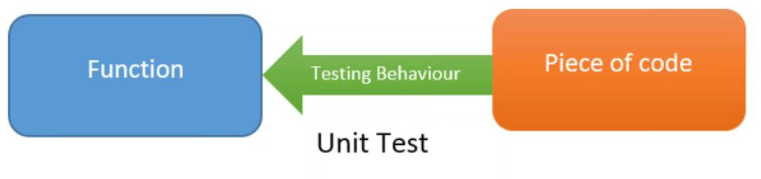 Function
Testing Behaviour
Piece of code
Unit Test